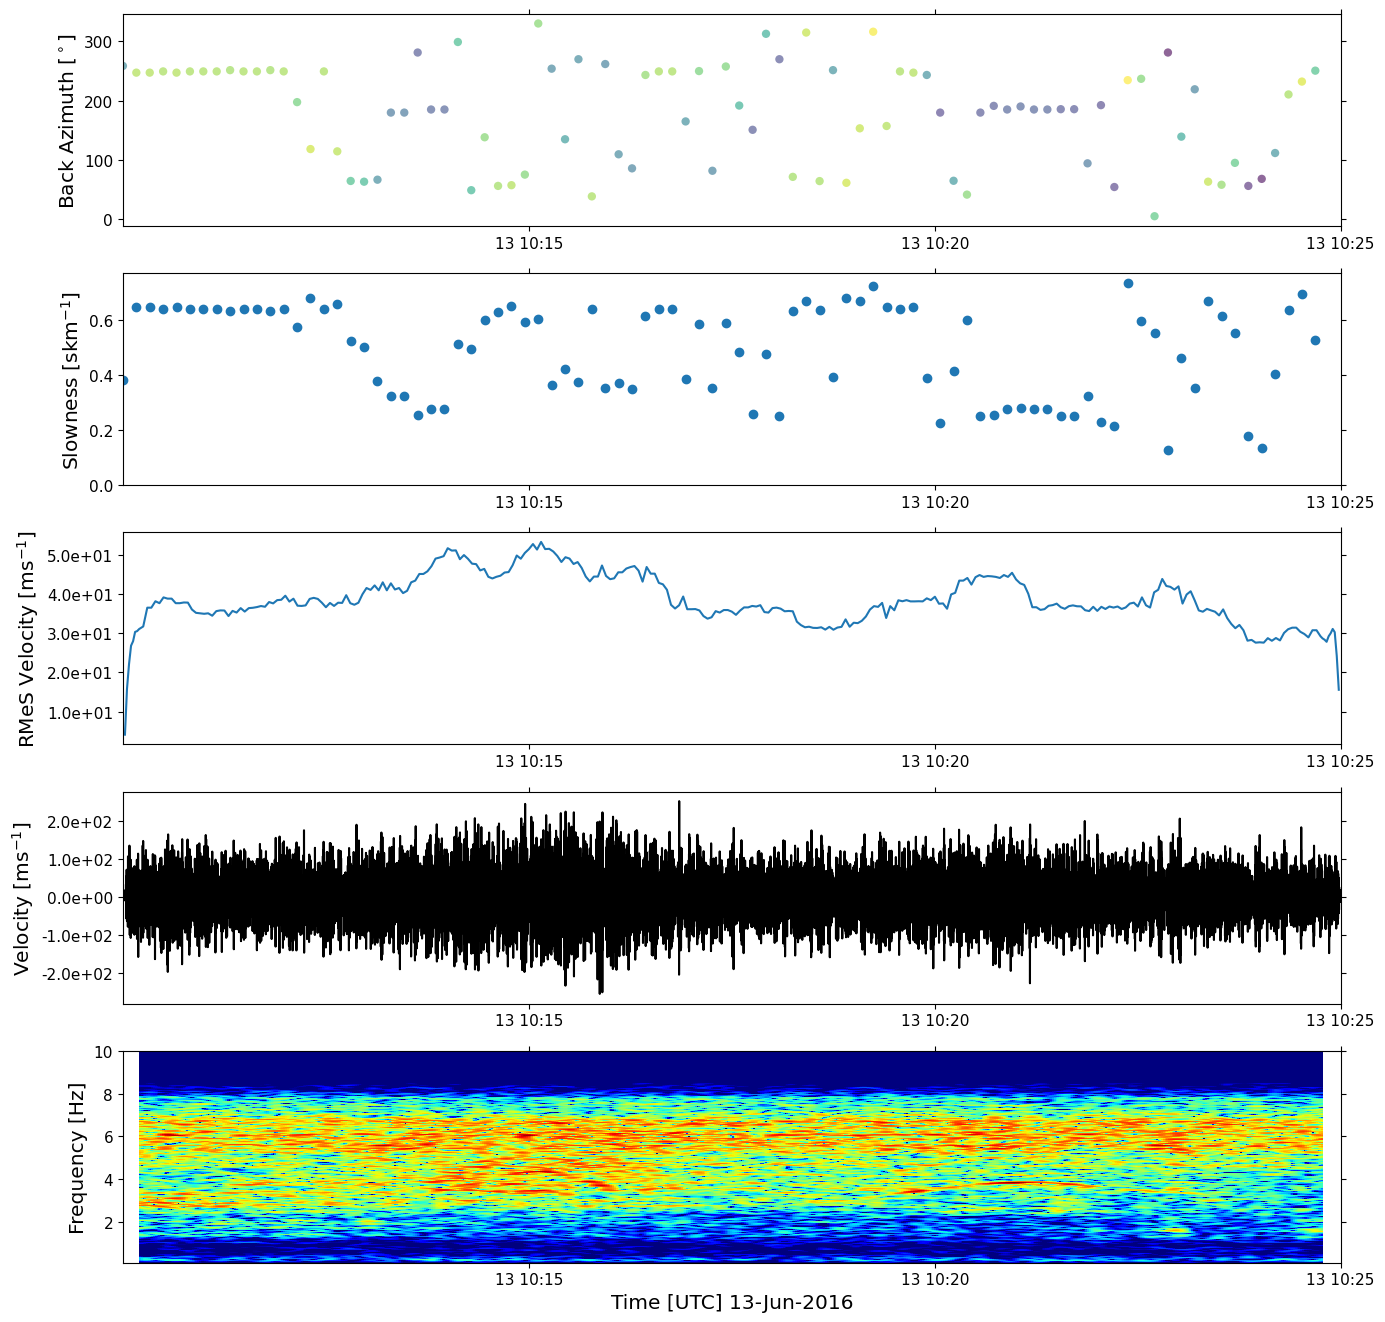 Back Azimuth [°]
300
200
100
0
13 10:15
13 10:20
13 10:25
Slowness [skm⁻¹]
0.6
0.4
0.2
0.0
13 10:15
13 10:20
13 10:25
RMeS Velocity [ms⁻¹]
5.0e+01
4.0e+01
3.0e+01
2.0e+01
1.0e+01
13 10:15
13 10:20
13 10:25
Velocity [ms⁻¹]
2.0e+02
1.0e+02
0.0e+00
-1.0e+02
-2.0e+02
13 10:15
13 10:20
13 10:25
Frequency [Hz]
10
8
6
4
2
13 10:15
13 10:20
13 10:25
Time [UTC] 13-Jun-2016